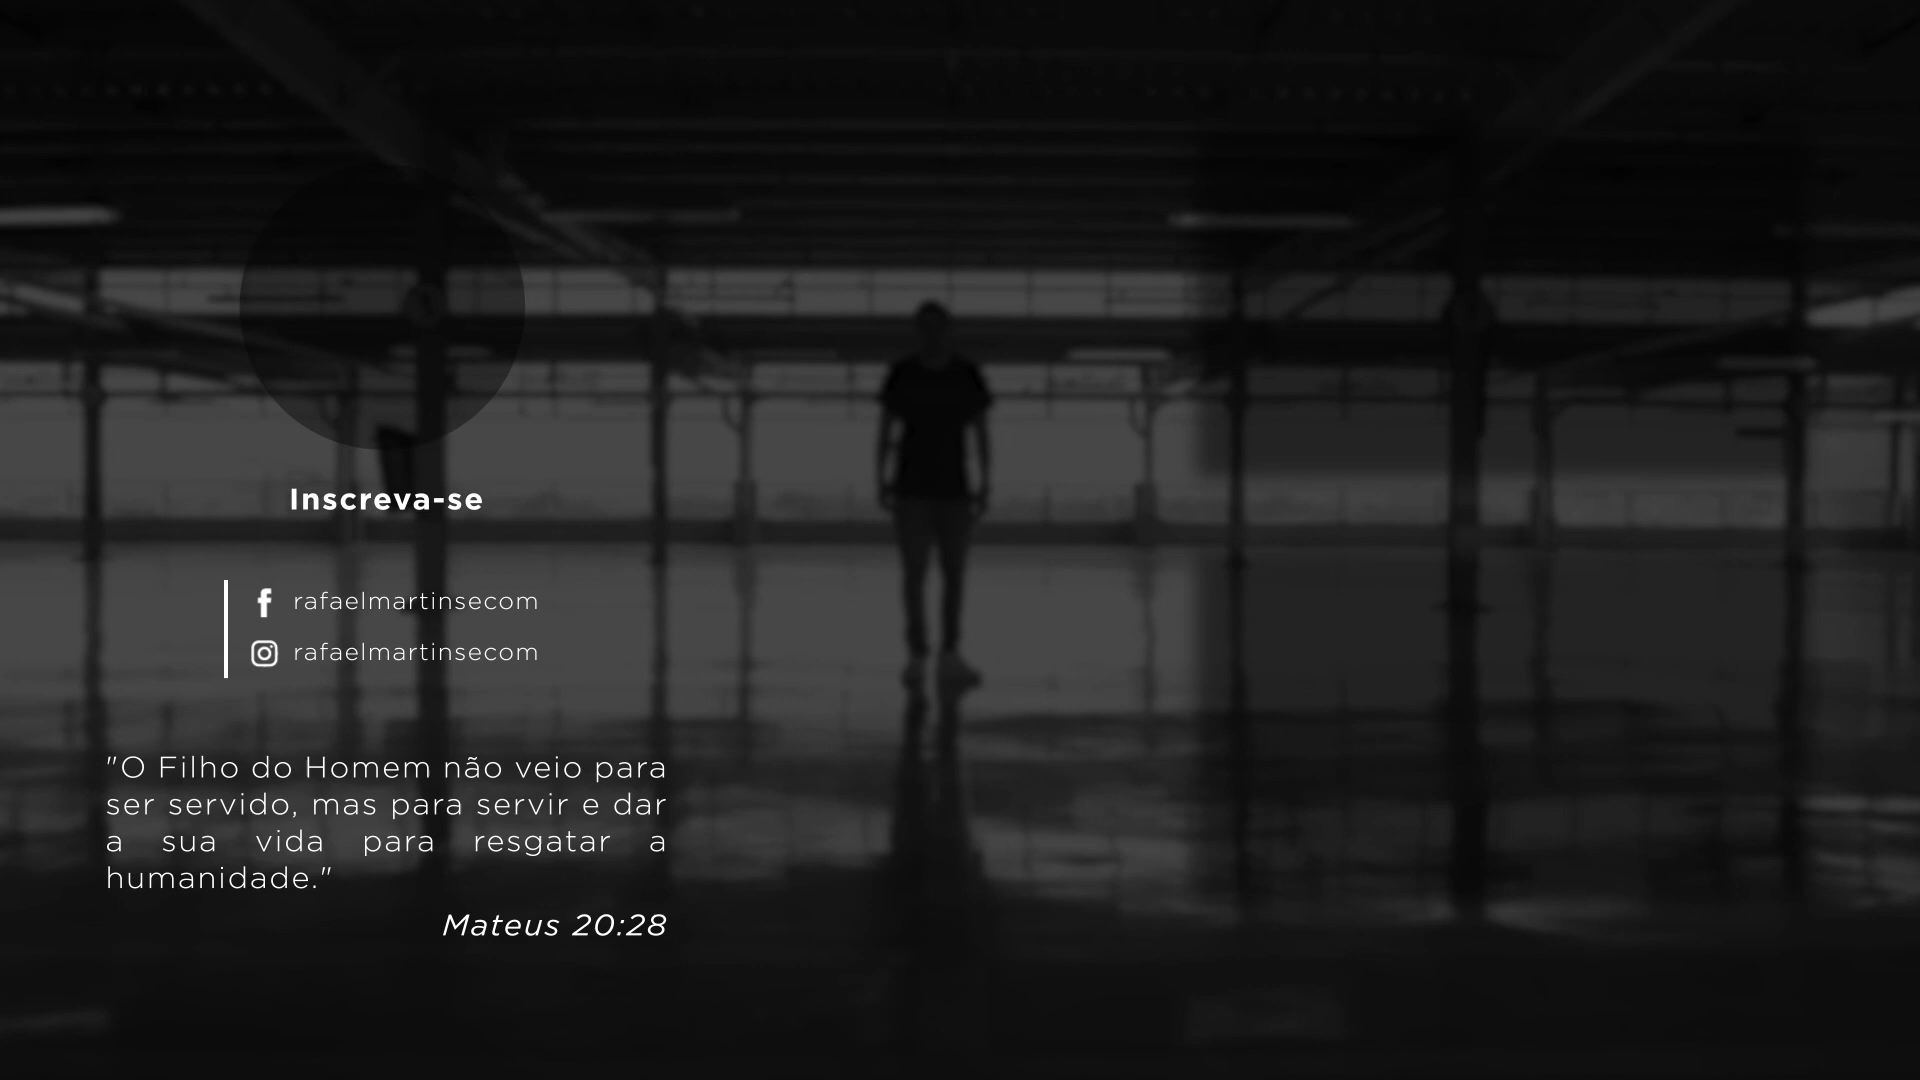 Inscreva-se
rafaelmartinsecom
rafaelmartinsecom
"O Filho do Homem não veio para
ser servido, mas para servir e dar
a sua vida para resgatar a
humanidade."
Mateus 20:28